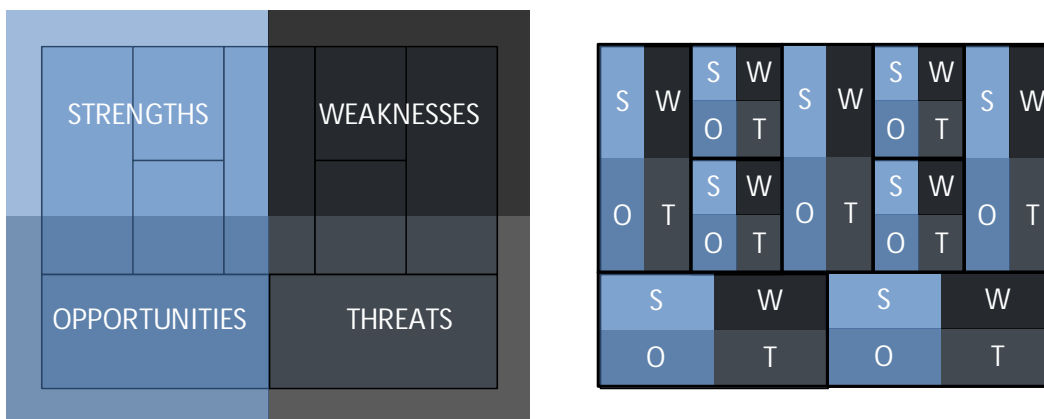 STRENGTHS WEAKNESSES
OPPORTUNITIES THREATS
S W S W S W S W S W
O T O T
S W S W
O T O T O T O T O T
S W S W
O T O T